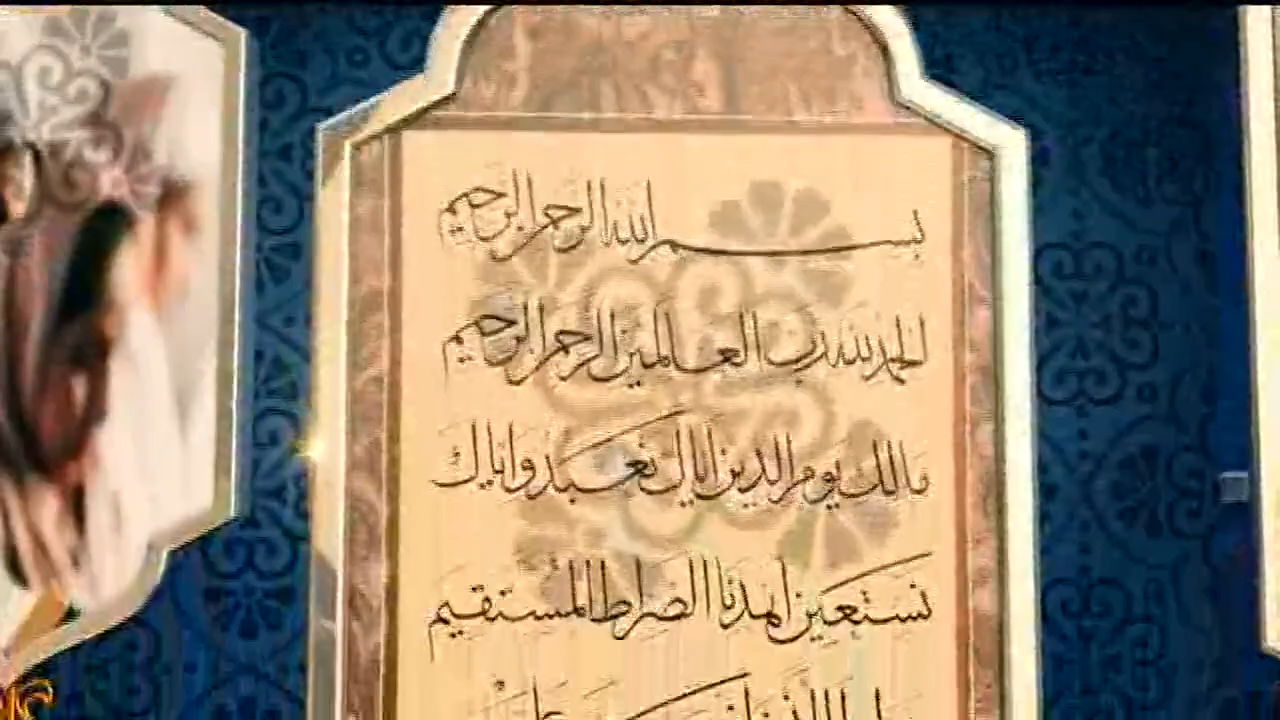 بسم الله الرحمن الرحيم
الحمد لله رب العالمين الرحمن الرحيم
مالك يوم الدين اياك نعبد واياك
نستعين اهدنا الصراط المستقيم